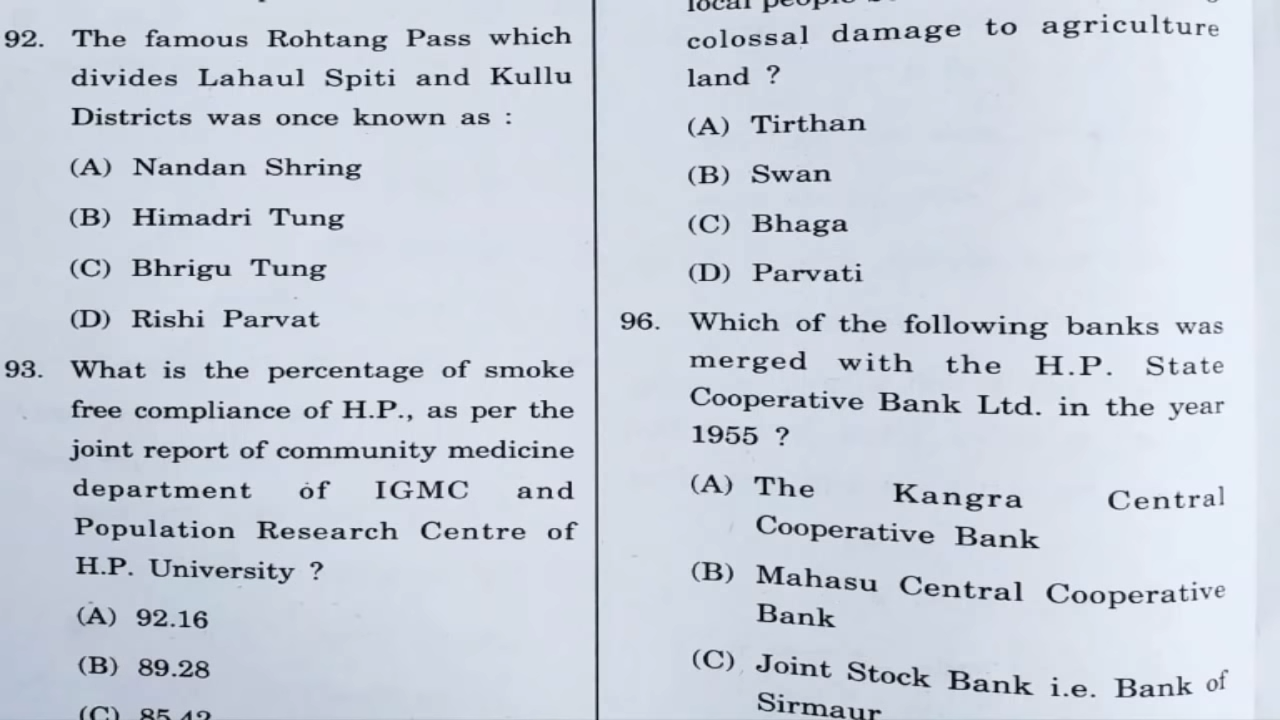 92. The famous Rohtang Pass which
divides Lahaul Spiti and Kullu
Districts was once known as :
(A) Nandan Shring
(B) Himadri Tung
(C) Bhrigu Tung
(D) Rishi Parvat
93. What is the percentage of smoke
free compliance of H.P., as per the
joint report of community medicine
department of IGMC and
Population Research Centre of
H.P. University ?
(A) 92.16
(B) 89.28
(C) 85.42
local people
colossal damage to agriculture
land ?
(A) Tirthan
(B) Swan
(C) Bhaga
(D) Parvati
96. Which of the following banks was
merged with the H.P. State
Cooperative Bank Ltd. in the year
1955 ?
(A) The Kangra Central
Cooperative Bank
(B) Mahasu Central Cooperative
Bank
(C) Joint Stock Bank i.e. Bank of
Sirmaur